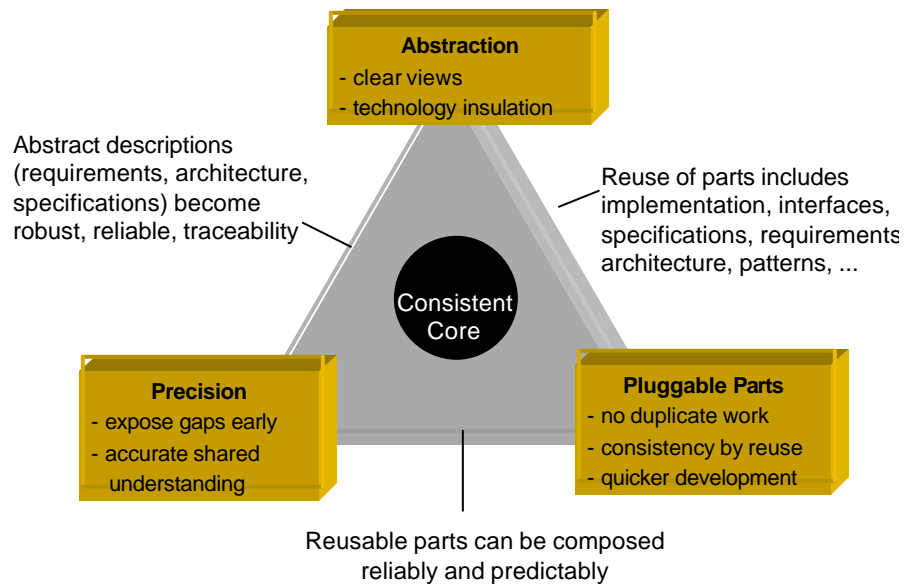 Abstraction
- clear views
- technology insulation
Abstract descriptions
(requirements, architecture,
specifications) become
robust, reliable, traceability
Reuse of parts includes
implementation, interfaces,
specifications, requirements
architecture, patterns, ...
Consistent
Core
Precision
- expose gaps early
- accurate shared
understanding
Pluggable Parts
- no duplicate work
- consistency by reuse
- quicker development
Reusable parts can be composed
reliably and predictably